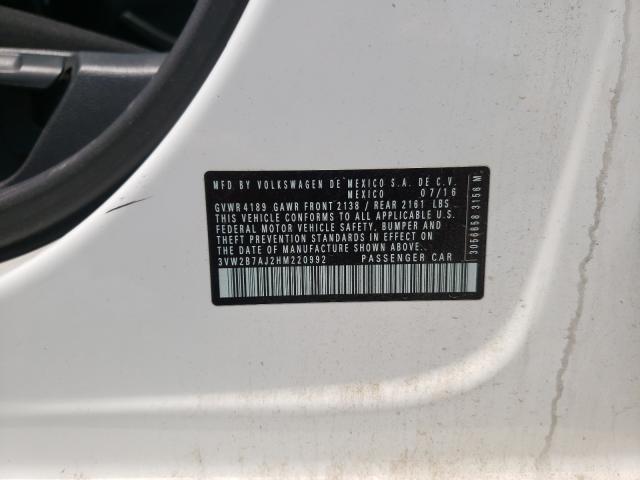 MFD BY VOLKSWAGEN DE MEXICO S.A. DE C.V.
MEXICO 07/16
GVWR 4189 GAWR FRONT 2138 / REAR 2161 LBS
THIS VEHICLE CONFORMS TO ALL APPLICABLE U.S.
FEDERAL MOTOR VEHICLE SAFETY, BUMPER AND
THEFT PREVENTION STANDARDS IN EFFECT ON
THE DATE OF MANUFACTURE SHOWN ABOVE.
3VW2B7AJ2HM220992 PASSENGER CAR
3056658 3156 M